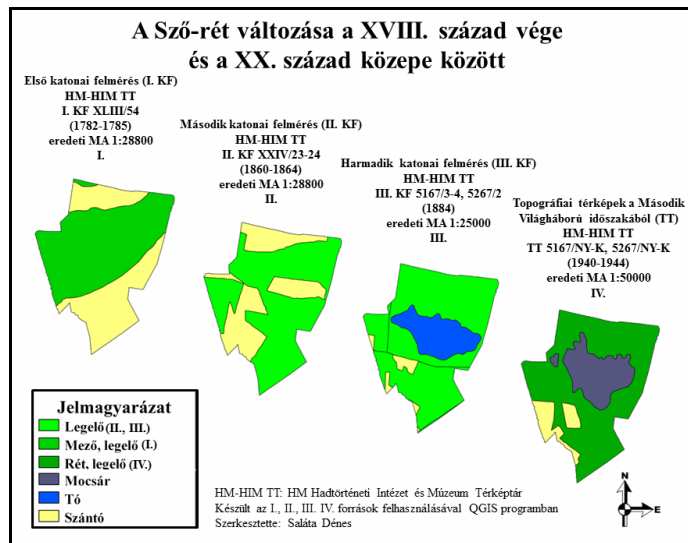 A Sző-rét változása a XVIII. század vége
és a XX. század közepe között
Első katonai felmérés (I. KF)
HM-HIM TT
I. KF XLIII/54
(1782-1785)
eredeti MA 1:28800
I.
Második katonai felmérés (II. KF)
HM-HIM TT
II. KF XXIV/23-24
(1860-1864)
eredeti MA 1:28800
II.
Harmadik katonai felmérés (III. KF)
HM-HIM TT
III. KF 5167/3-4, 5267/2
(1884)
eredeti MA 1:25000
III.
Topográfiai térképek a Második
Világháború időszakából (TT)
HM-HIM TT
TT 5167/NY-K, 5267/NY-K
(1940-1944)
eredeti MA 1:50000
IV.
Jelmagyarázat
Legelő (II., III.)
Mező, legelő (I.)
Rét, legelő (IV.)
Mocsár
Tó
Szántó
HM-HIM TT: HM Hadtörténeti Intézet és Múzeum Térképtár
Készült az I., II., III. IV. források felhasználásával QGIS programban
Szerkesztette: Saláta Dénes
N
E